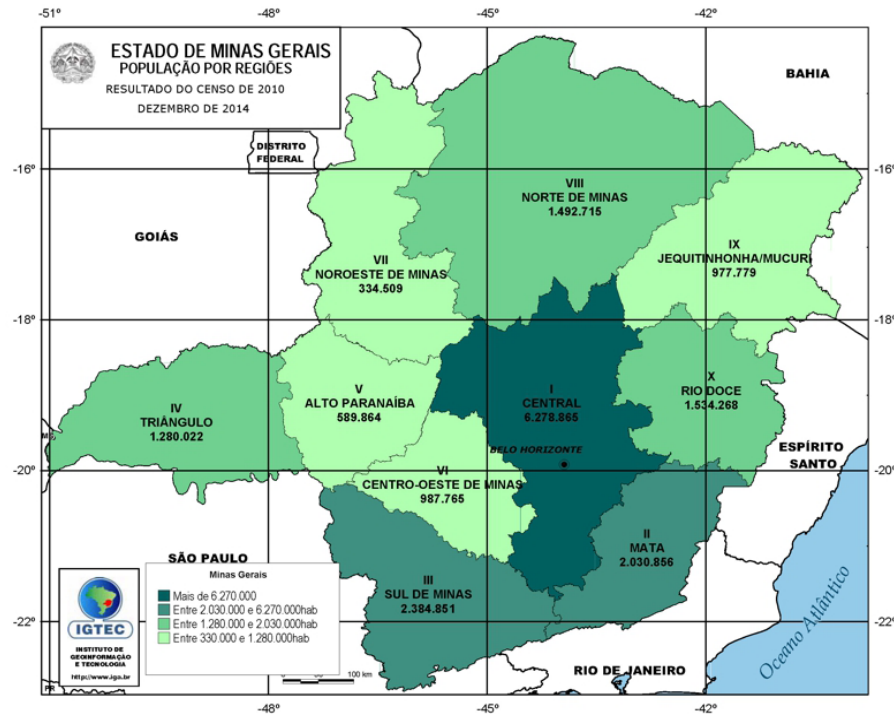 -51°
-48°
-45°
-42°
ESTADO DE MINAS GERAIS
POPULAÇÃO POR REGIÕES
RESULTADO DO CENSO DE 2010
DEZEMBRO DE 2014
BAHIA
DISTRITO
FEDERAL
-16°
-16°
VIII
NORTE DE MINAS
1.492.715
GOIÁS
IX
JEQUITINHONHA/MUCURI
977.779
VII
NOROESTE DE MINAS
334.509
-18°
-18°
IV
TRIÂNGULO
1.280.022
V
ALTO PARANAÍBA
589.864
I
CENTRAL
6.278.865
X
RIO DOCE
1.534.268
BELO HORIZONTE
ESPÍRITO
SANTO
-20°
-20°
VI
CENTRO-OESTE DE MINAS
987.765
II
MATA
2.030.856
SÃO PAULO
III
SUL DE MINAS
2.384.851
Minas Gerais
Mais de 6.270.000
Entre 2.030.000 e 6.270.000hab
Entre 1.280.000 e 2.030.000hab
Entre 330.000 e 1.280.000hab
IGTEC
INSTITUTO DE
GEOINFORMAÇÃO
E TECNOLOGIA
http://www.iga.br
-22°
-22°
Oceano Atlântico
RIO DE JANEIRO
100 km
PR
-48°
-45°
-42°